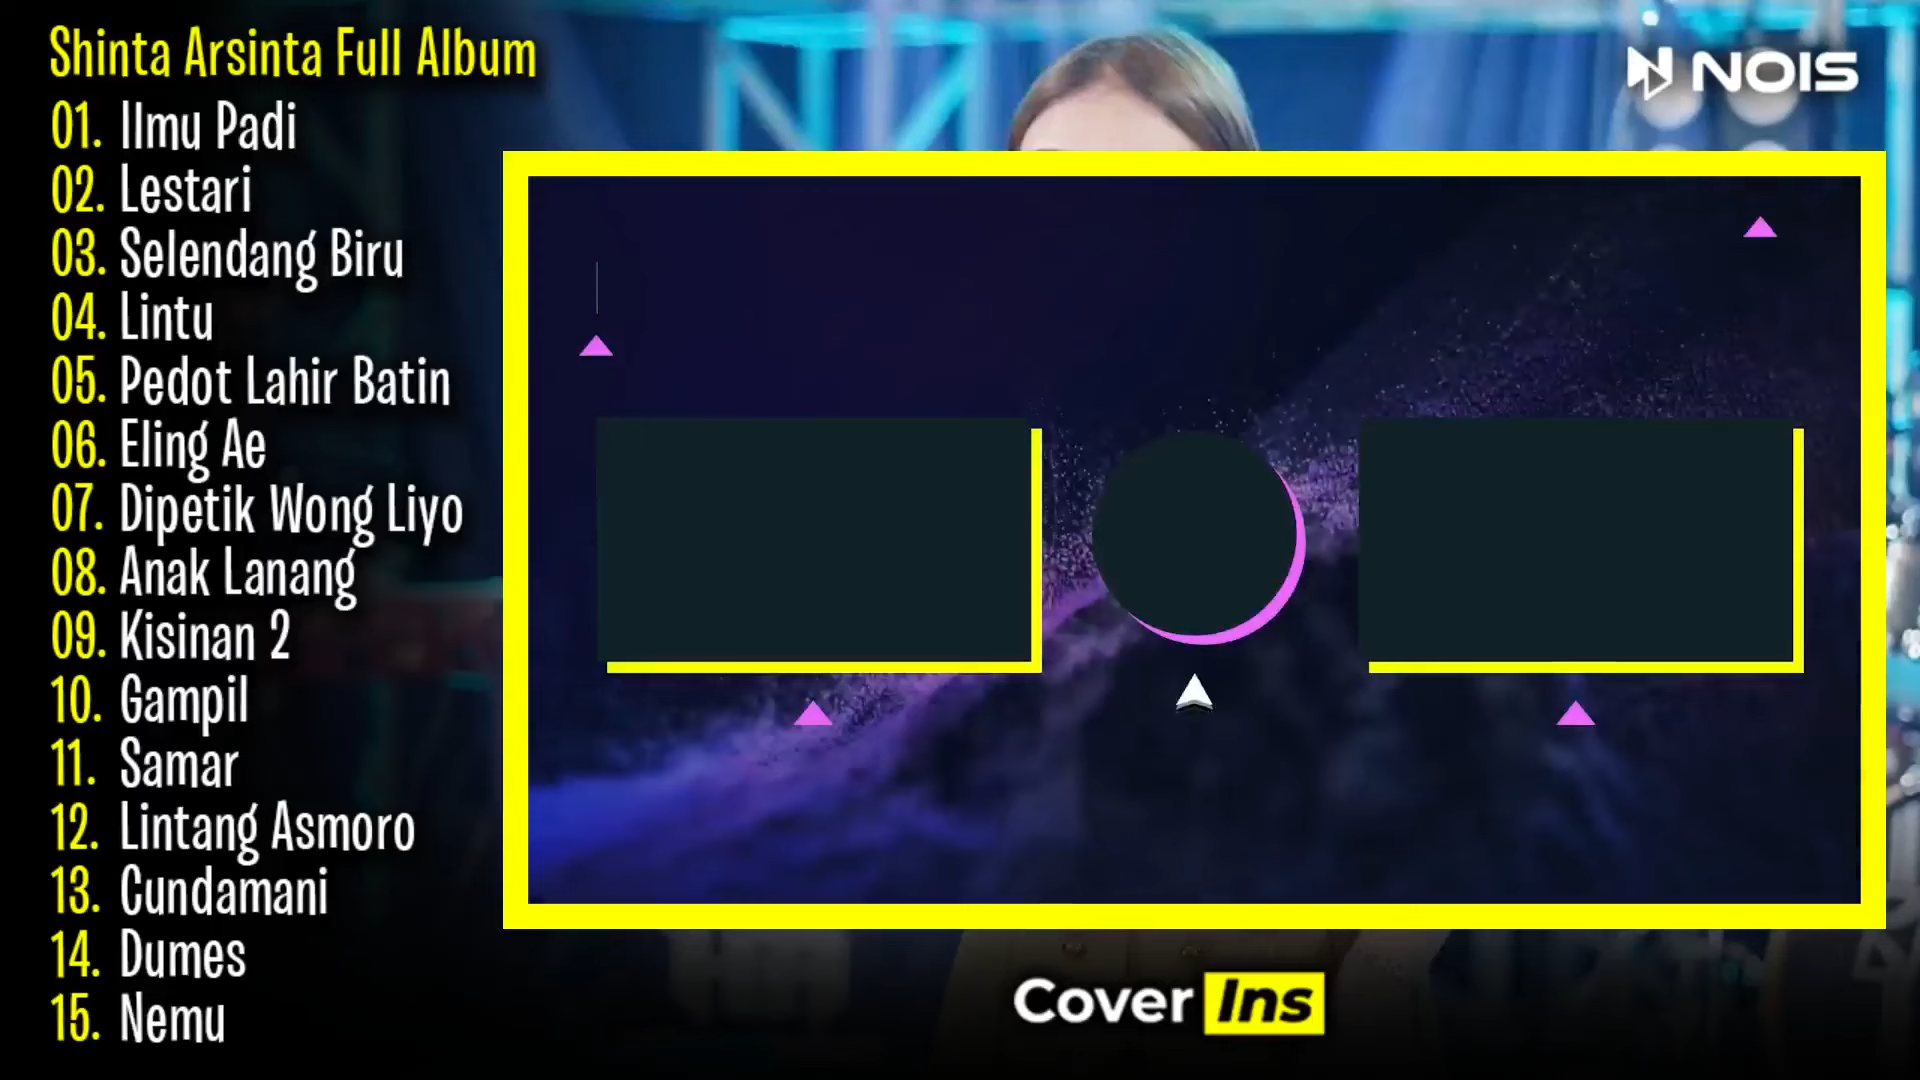 Shinta Arsinta Full Album
01. Ilmu Padi
02. Lestari
03. Selendang Biru
04. Lintu
05. Pedot Lahir Batin
06. Eling Ae
07. Dipetik Wong Liyo
08. Anak Lanang
09. Kisinan 2
10. Gampil
11. Samar
12. Lintang Asmoro
13. Cundamani
14. Dumes
15. Nemu
NOIS
Cover Ins